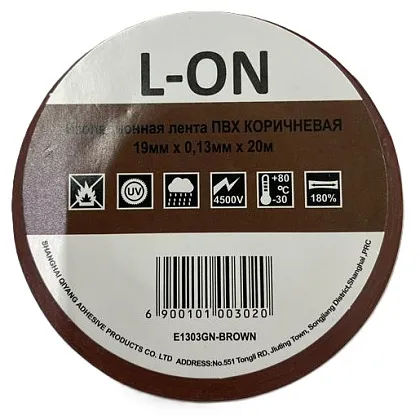 L-ON
ионная лента ПВХ КОРИЧНЕВАЯ
19мм x 0,13мм x 20м
UV
4500V
+80
°C
-30
180%
6 900101 003020
E1303GN-BROWN
SHANGHAI QIYANG ADHESIVE PRODUCTS CO. LTD ADDRESS:No.551 Tongli RD, Jiuting Town, Songjiang District,Shanghai ,PRC